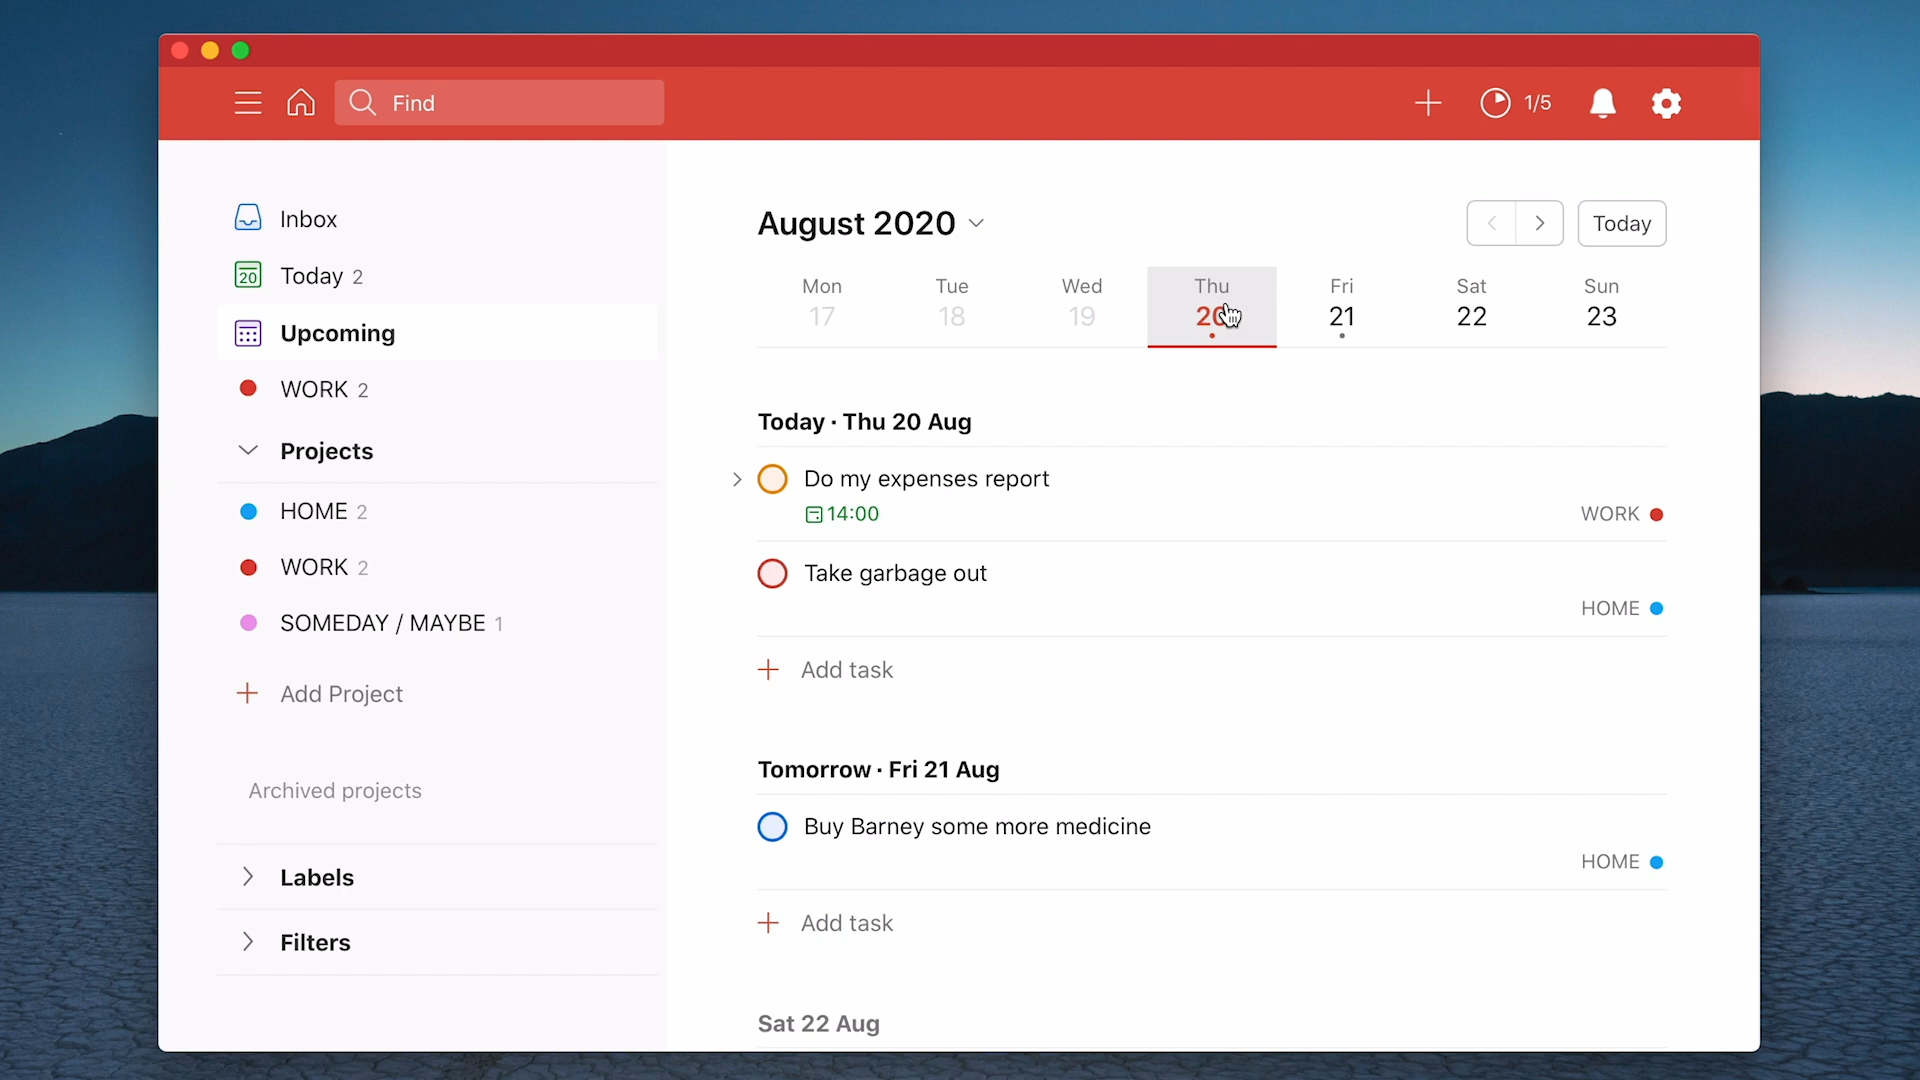 Find
1/5
Inbox
20
Today 2
Upcoming
WORK 2
Projects
HOME 2
WORK 2
SOMEDAY / MAYBE 1
Add Project
Archived projects
Labels
Filters
August 2020
Today
Mon Tue Wed Thu Fri Sat Sun
17 18 19 20 21 22 23
Today · Thu 20 Aug
Do my expenses report
14:00
WORK
Take garbage out
HOME
Add task
Tomorrow · Fri 21 Aug
Buy Barney some more medicine
HOME
Add task
Sat 22 Aug